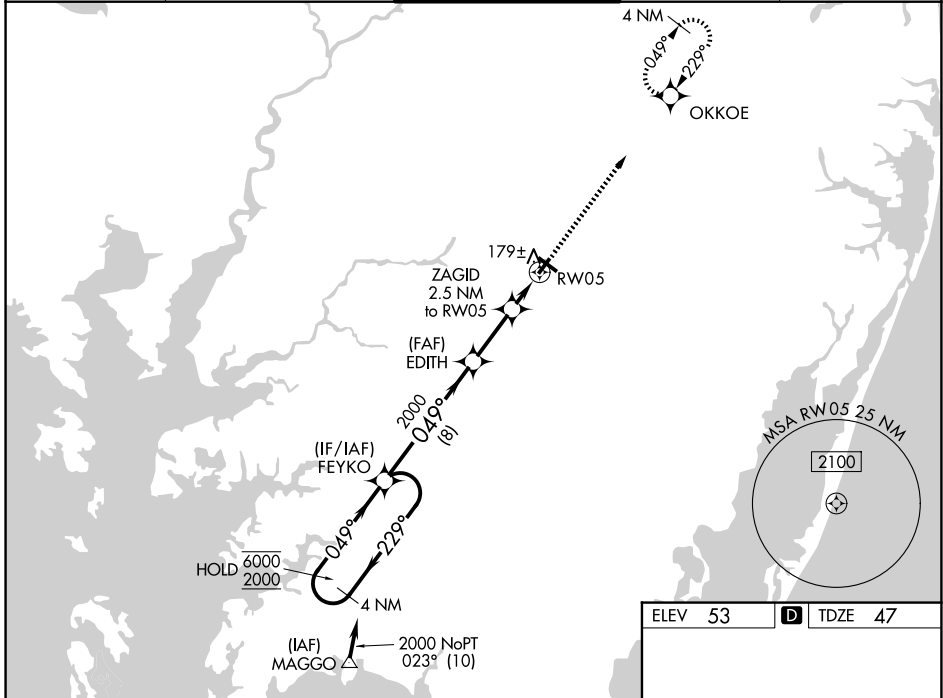 4 NM
049°
229°
OKKOE
179±
RW05
ZAGID
2.5 NM
to RW05
(FAF)
EDITH
2000
049°
(8)
(IF/IAF)
FEYKO
MSA RW05 25 NM
2100
049°
229°
HOLD 6000
2000
4 NM
(IAF)
MAGGO
2000 NoPT
023° (10)
ELEV 53 D TDZE 47